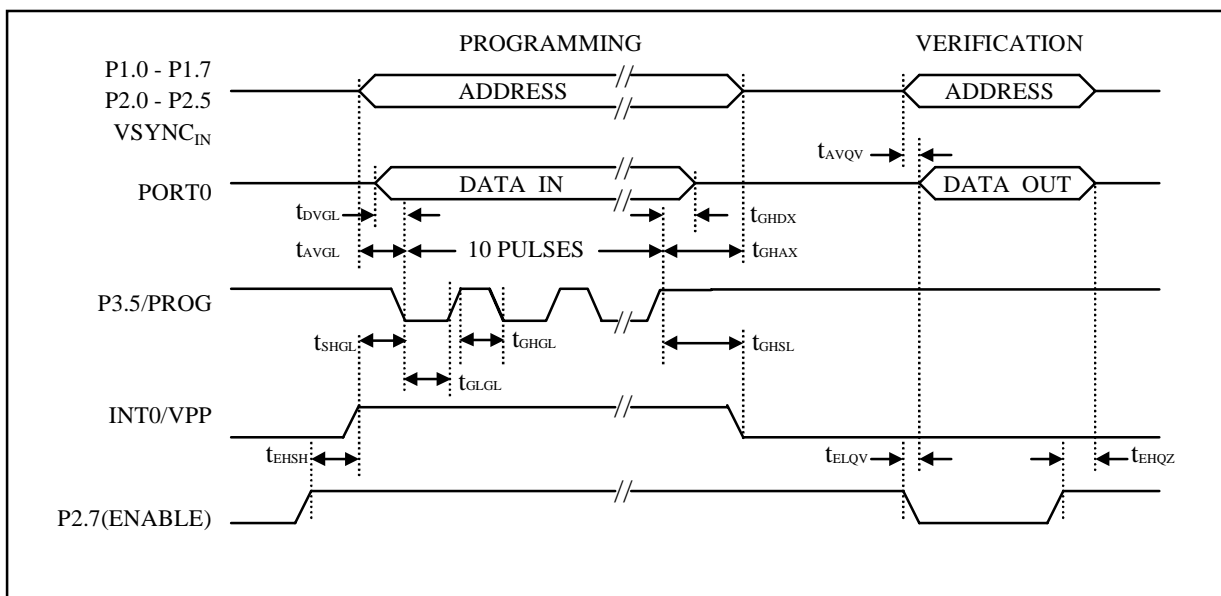 PROGRAMMING VERIFICATION
P1.0 - P1.7
P2.0 - P2.5
VSYNCIN
ADDRESS ADDRESS
tAVQV
PORT0 DATA IN DATA OUT
tDVGL tGHDX
tAVGL 10 PULSES tGHAX
P3.5/PROG
tSHGL tGHGL tGHSL
tGLGL
INT0/VPP
tEHSH tELQV tEHQZ
P2.7(ENABLE)